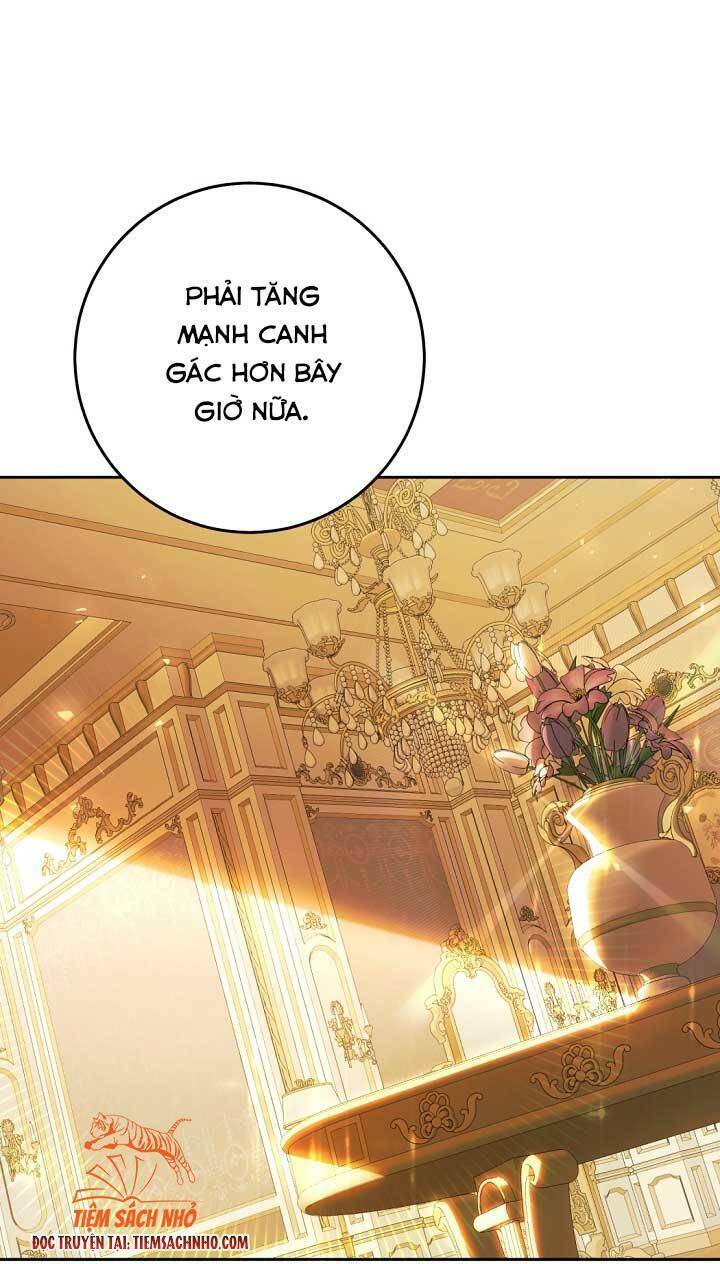 PHẢI TĂNG
MẠNH CANH
GÁC HƠN BÂY
GIỜ NỮA.
TIỆM SÁCH NHỎ
ĐỌC TRUYỆN TẠI: TIEMSACHNHO.COM